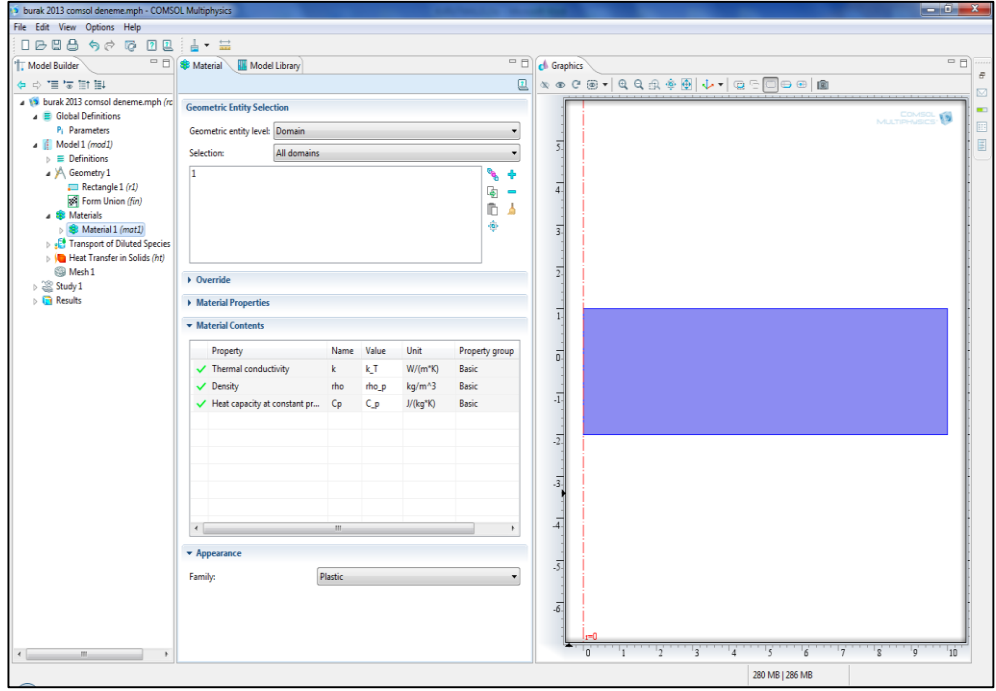 burak 2013 comsol deneme.mph - COMSOL Multiphysics
File Edit View Options Help
Model Builder
burak 2013 comsol deneme.mph (rc
Global Definitions
Pi Parameters
Model 1 (mod1)
Definitions
Geometry 1
Rectangle 1 (r1)
Form Union (fin)
Materials
Material 1 (mat1)
Transport of Diluted Species
Heat Transfer in Solids (ht)
Mesh 1
Study 1
Results
Material Model Library
Geometric Entity Selection
Geometric entity level: Domain
Selection: All domains
1
Override
Material Properties
Material Contents
Property Name Value Unit Property group
Thermal conductivity k k_T W/(m*K) Basic
Density rho rho_p kg/m^3 Basic
Heat capacity at constant pr... Cp C_p J/(kg*K) Basic
Appearance
Family: Plastic
Graphics
COMSOL
MULTIPHYSICS
5
4
3
2
1
0
-1
-2
-3
-4
-5
-6
r=0
0 1 2 3 4 5 6 7 8 9 10
280 MB | 286 MB